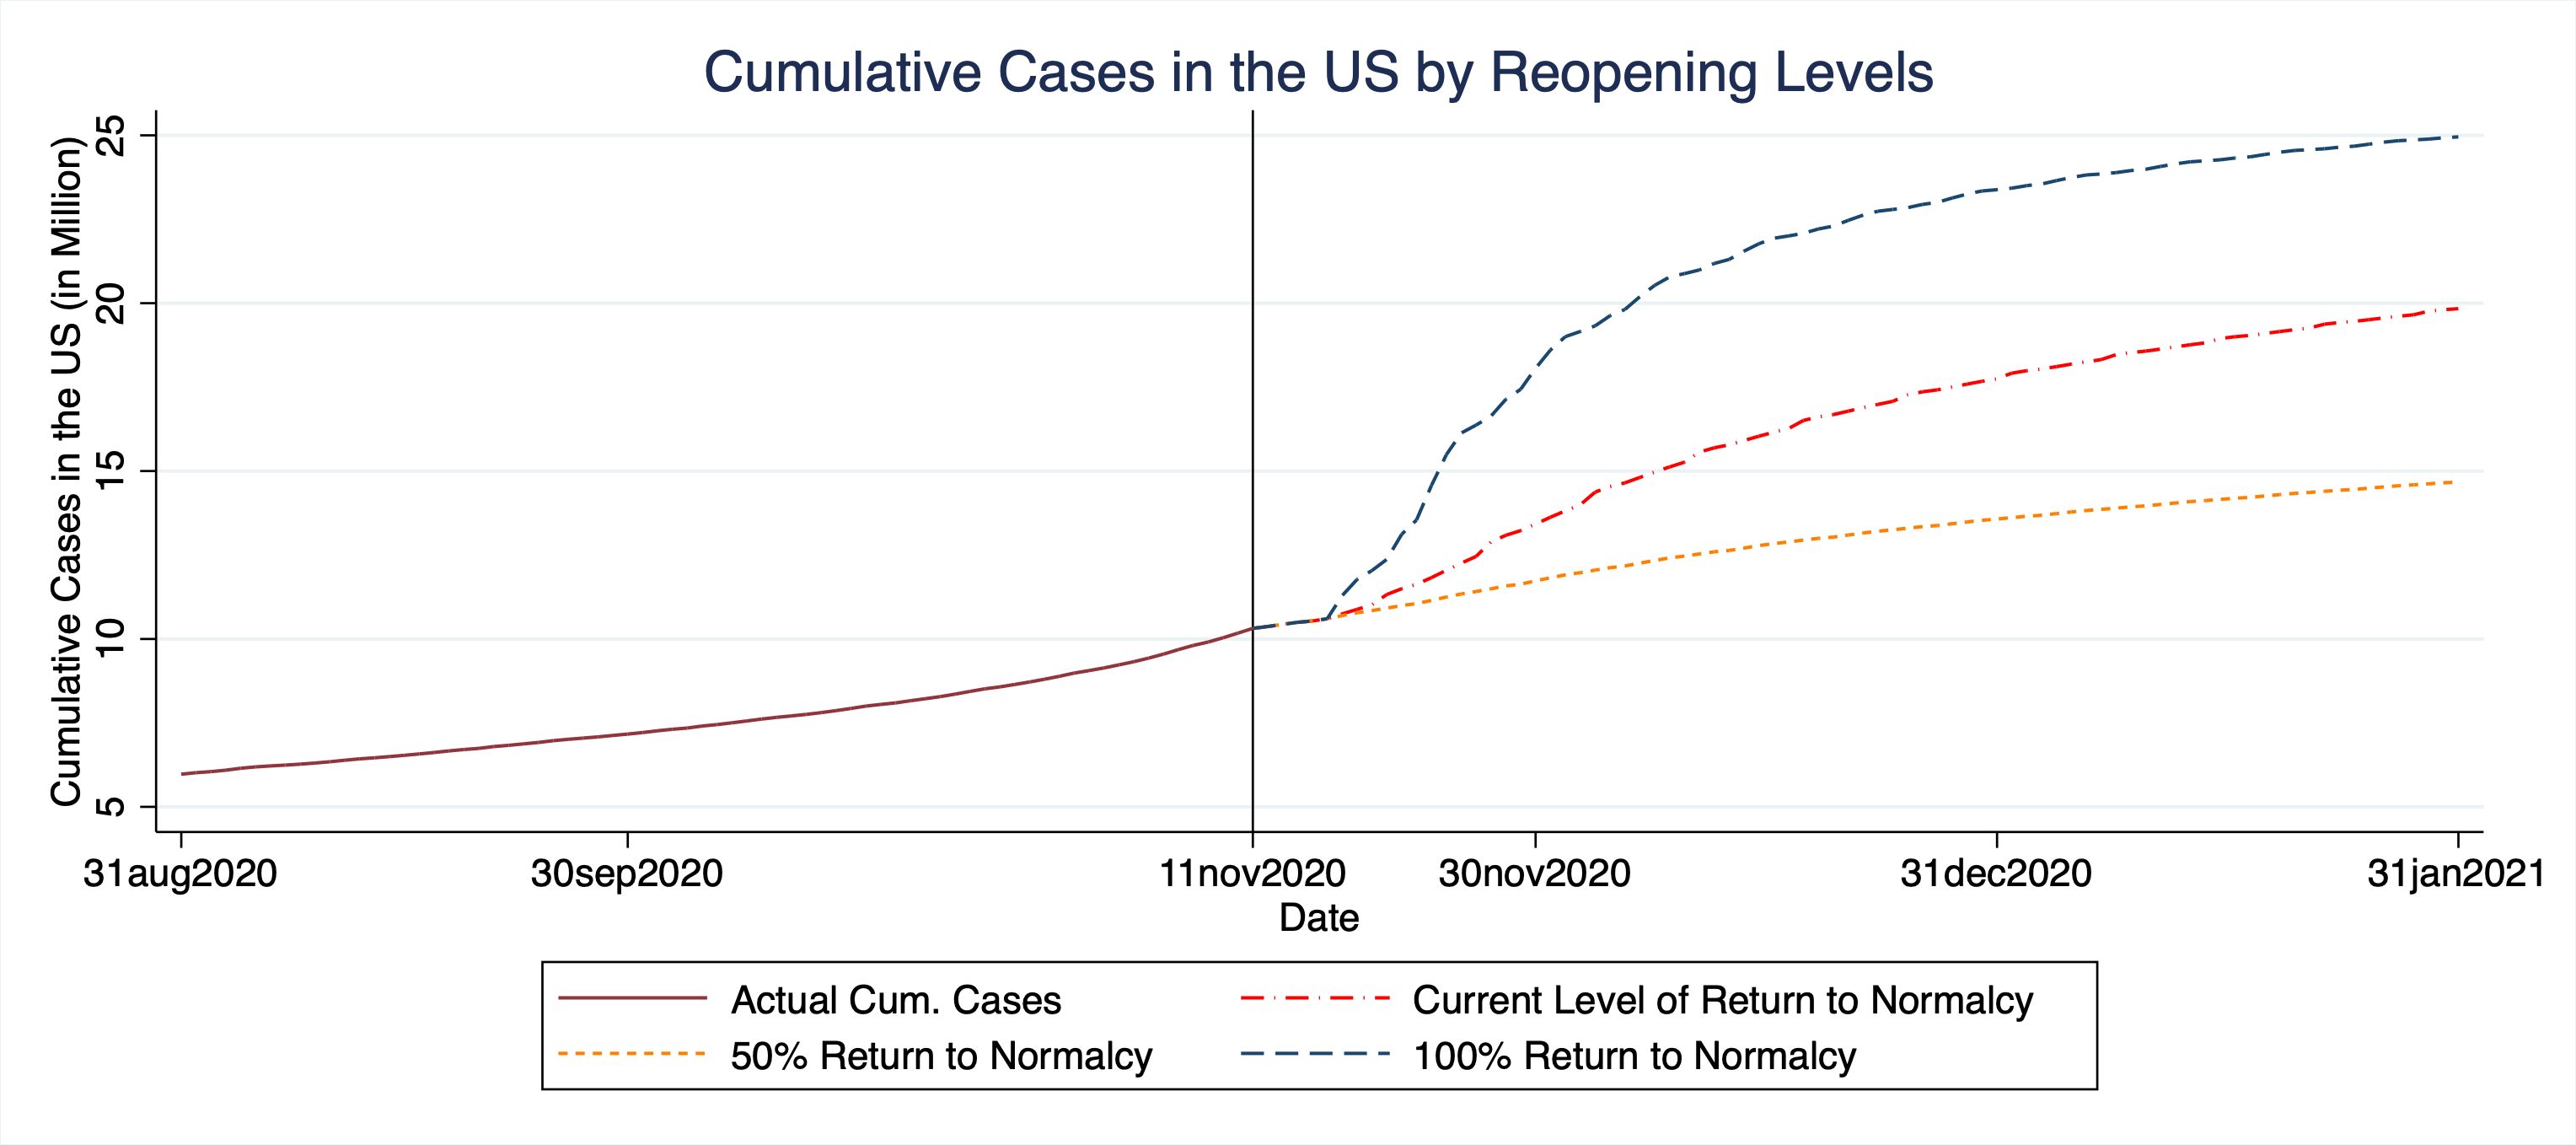 Cumulative Cases in the US by Reopening Levels
Cumulative Cases in the US (in Million)
25
20
15
10
5
31aug2020
30sep2020
11nov2020
30nov2020
31dec2020
31jan2021
Date
Actual Cum. Cases
Current Level of Return to Normalcy
50% Return to Normalcy
100% Return to Normalcy